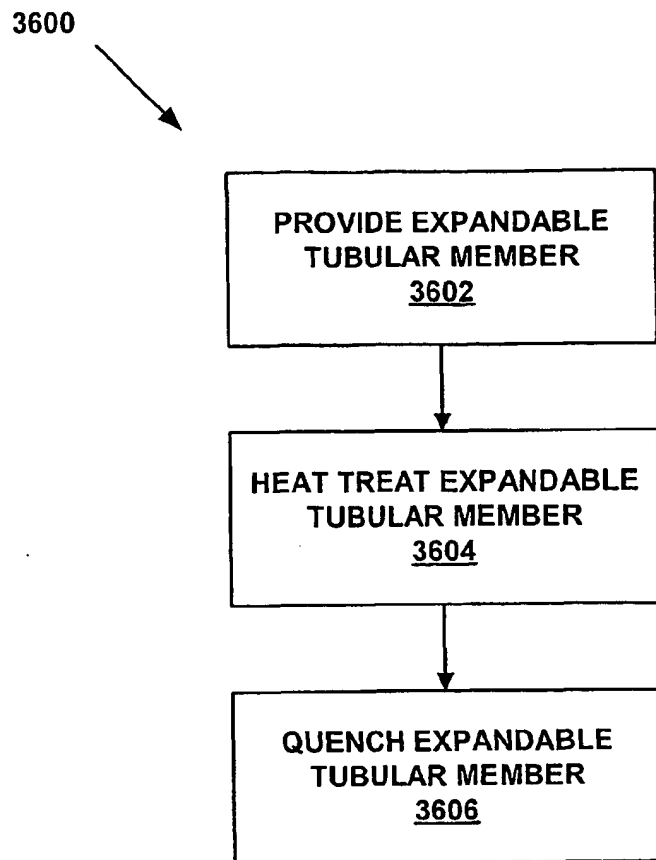 3600
PROVIDE EXPANDABLE
TUBULAR MEMBER
3602
HEAT TREAT EXPANDABLE
TUBULAR MEMBER
3604
QUENCH EXPANDABLE
TUBULAR MEMBER
3606